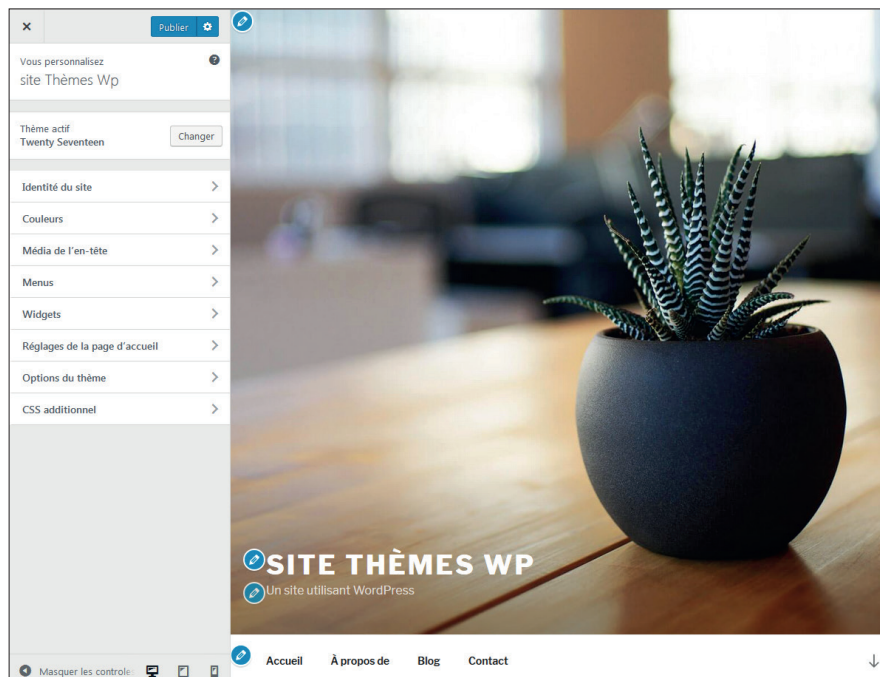 Publier
Vous personnalisez
site Thèmes Wp
Thème actif
Twenty Seventeen
Changer
Identité du site
Couleurs
Média de l'en-tête
Menus
Widgets
Réglages de la page d'accueil
Options du thème
CSS additionnel
Masquer les controle
SITE THÈMES WP
Un site utilisant WordPress
Accueil À propos de Blog Contact